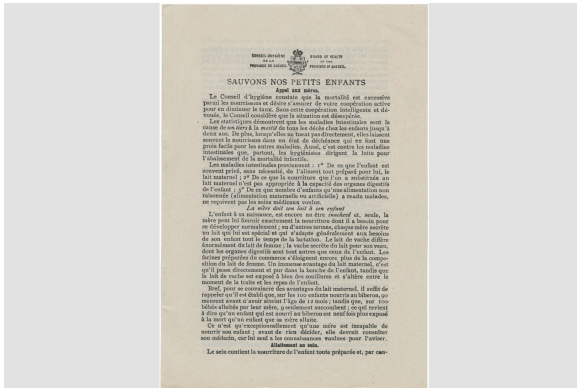 CONSEIL D'HYGIÈNE
DE LA
PROVINCE DE QUEBEC
BOARD OF HEALTH
OF THE
PROVINCE OF QUEBEC
SAUVONS NOS PETITS ENFANTS
Appel aux mères.
Le Conseil d'hygiène constate que la mortalité est excessive
parmi les nourrissons et désire s'assurer de votre coopération active
pour en diminuer le taux. Sans cette coopération intelligente et dé-
vouée, le Conseil considère que la situation est désespérée.
Les statistiques démontrent que les maladies intestinales sont la
cause de un tiers à la moitié de tous les décès chez les enfants jusqu'à
deux ans. De plus, lorsqu'elles ne tuent pas directement, elles laissent
souvent le nourrisson dans un état de déchéance qui en fait une
proie facile pour les autres maladies. Aussi, c'est contre les maladies
intestinales que, partout, les hygiénistes dirigent la lutte pour
l'abaissement de la mortalité infantile.
Les maladies intestinales proviennent : 1° De ce que l'enfant est
souvent privé, sans nécessité, de l'aliment tout préparé pour lui, le
lait maternel ; 2° De ce que la nourriture que l'on a substituée au
lait maternel n'est pas appropriée à la capacité des organes digestifs
de l'enfant ; 3° De ce que nombre d'enfants qu'une alimentation non
raisonnée (alimentation maternelle ou artificielle) a rendu malades,
ne reçoivent pas les soins médicaux voulus.
La mère doit son lait à son enfant
L'enfant à sa naissance, est encore un être inachevé et, seule, la
mère peut lui fournir exactement la nourriture dont il a besoin pour
se développer normalement ; en d'autres termes, chaque mère sécrète
un lait qui lui est spécial et qui s'adapte généralement aux besoins
de son enfant tout le temps de la lactation. Le lait de vache diffère
énormément du lait de femme ; la vache secrète du lait pour son veau,
dont les organes digestifs sont tout autres que ceux de l'enfant. Les
farines préparées du commerce s'éloignent encore plus de la compo-
sition du lait de femme. Un immense avantage du lait maternel, c'est
qu'il passe directement et pur dans la bouche de l'enfant, tandis que
le lait de vache est exposé à bien des souillures et s'altère entre le
moment de la traite et les repas de l'enfant.
Bref, pour se convaincre des avantages du lait maternel, il suffit de
rappeler qu'il est établi que, sur les 100 enfants nourris au biberon, 90
meurent avant d'avoir atteint l'âge de 12 mois ; tandis que, sur 100
bébés allaités par leur mère, 9 seulement succombent ; ce qui revient
à dire qu'un enfant qui est nourri au biberon est neuf fois plus exposé
à la mort qu'un enfant que sa mère allaite.
Ce n'est qu'exceptionnellement qu'une mère est incapable de
nourrir son enfant ; avant de rien décider, elle devrait consulter
son médecin, car lui seul a les connaissances voulues pour l'aviser.
Allaitement au sein.
Le sein contient la nourriture de l'enfant toute préparée et, par con-